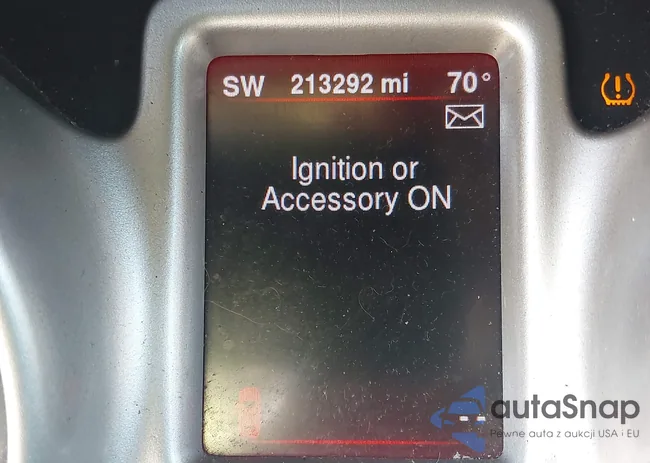 SW 213292 mi 70°
Ignition or
Accessory ON
autaSnap
Pewne auta z aukcji USA i EU